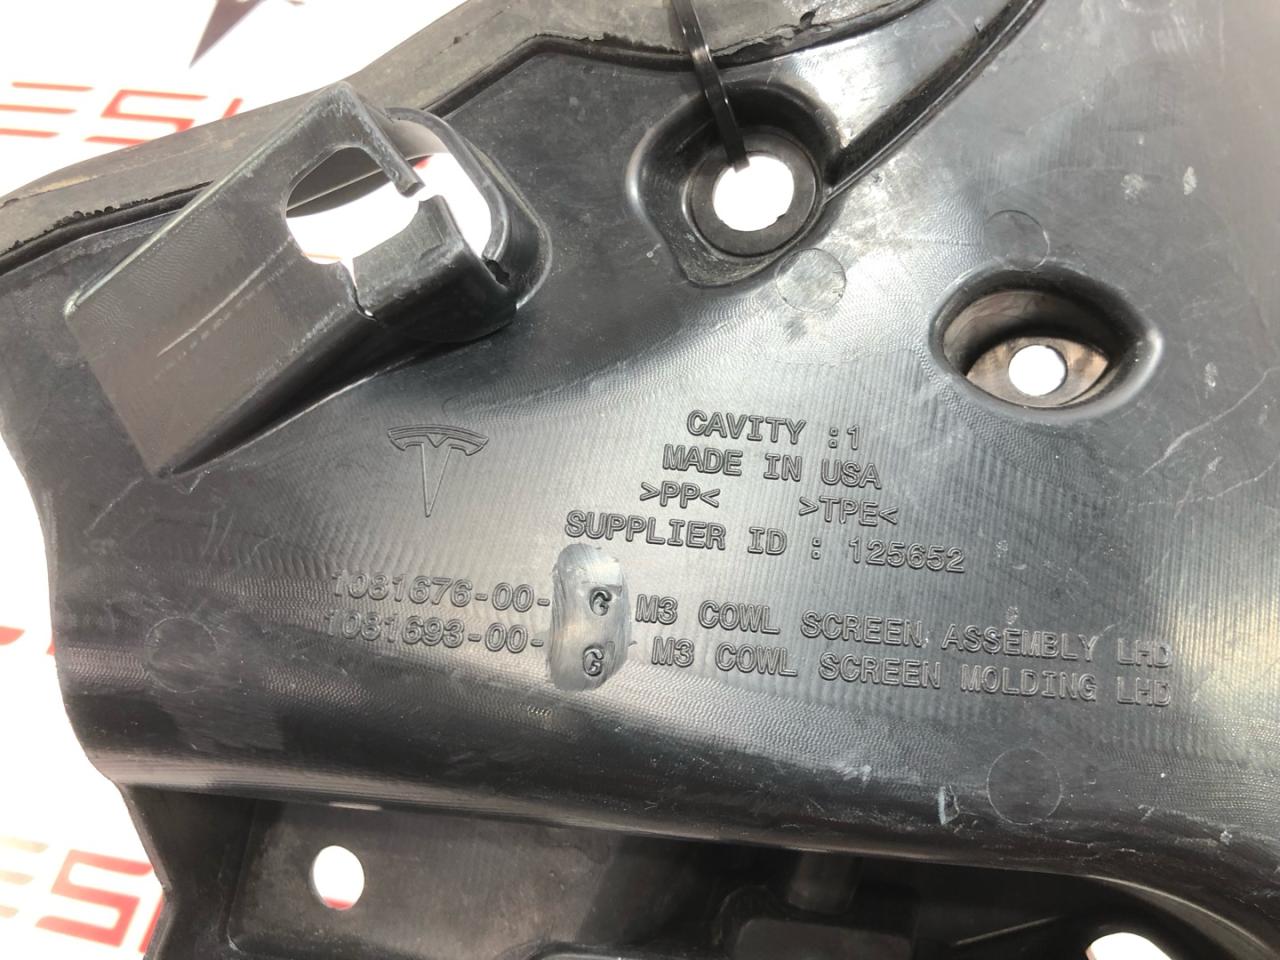 CAVITY :1
MADE IN USA
>PP< >TPE<
SUPPLIER ID : 125652
1081676-00-G M3 COWL SCREEN ASSEMBLY LHD
1081693-00-G M3 COWL SCREEN MOLDING LHD